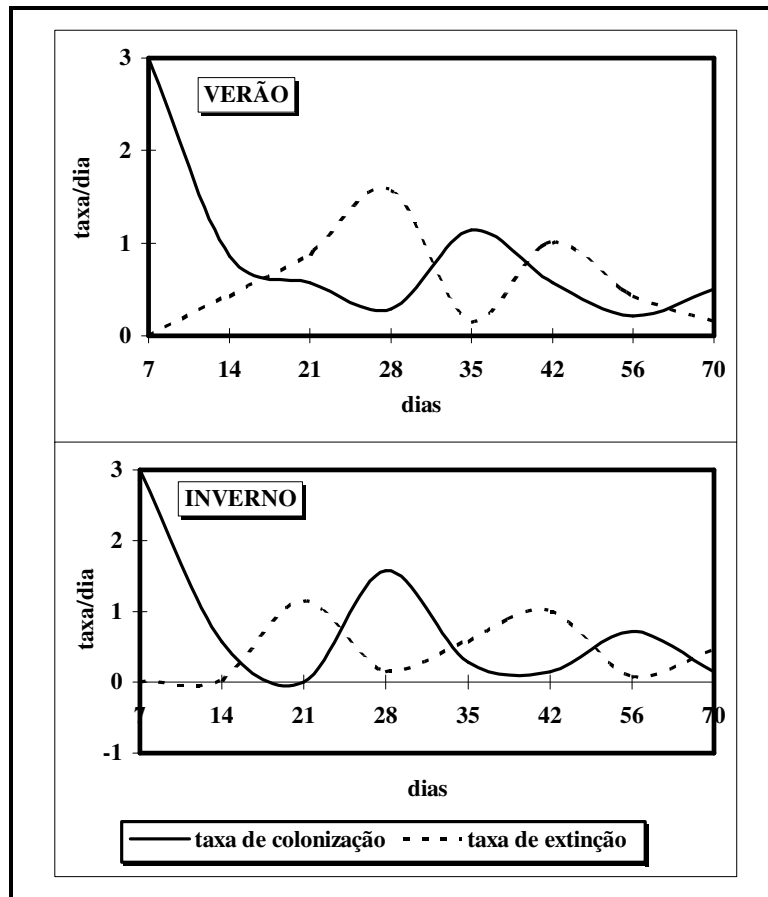 VERÃO
taxa/dia
3
2
1
0
7 14 21 28 35 42 56 70
dias
INVERNO
taxa/dia
3
2
1
0
-1
7 14 21 28 35 42 56 70
dias
taxa de colonização taxa de extinção